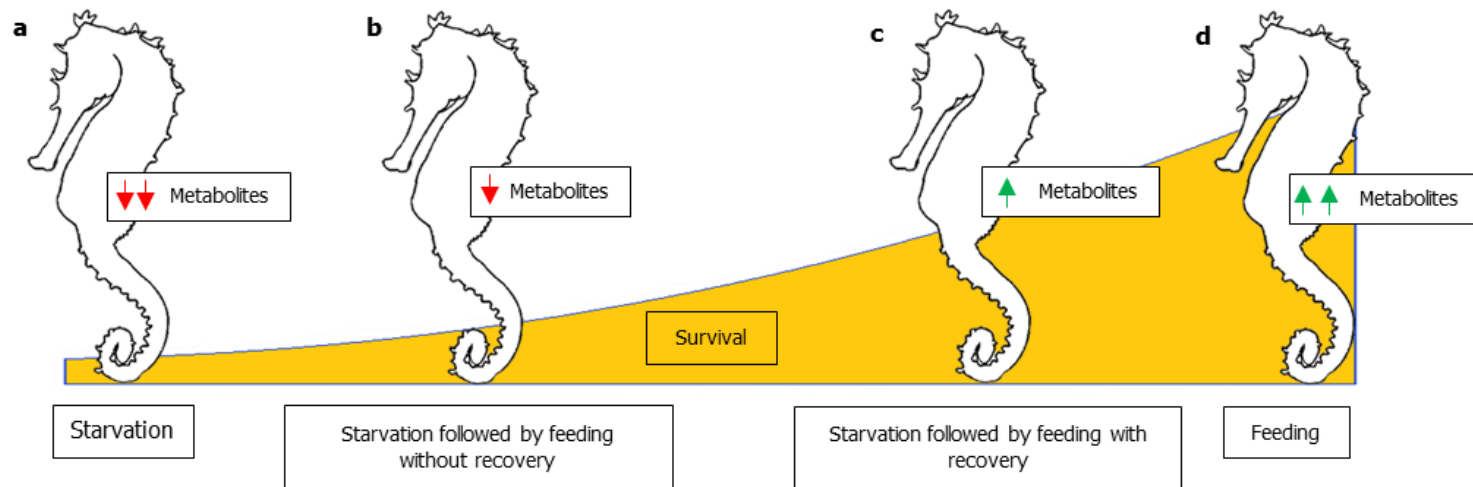 a
b
c
d
Metabolites
Metabolites
Metabolites
Metabolites
Survival
Starvation
Starvation followed by feeding
without recovery
Starvation followed by feeding with
recovery
Feeding